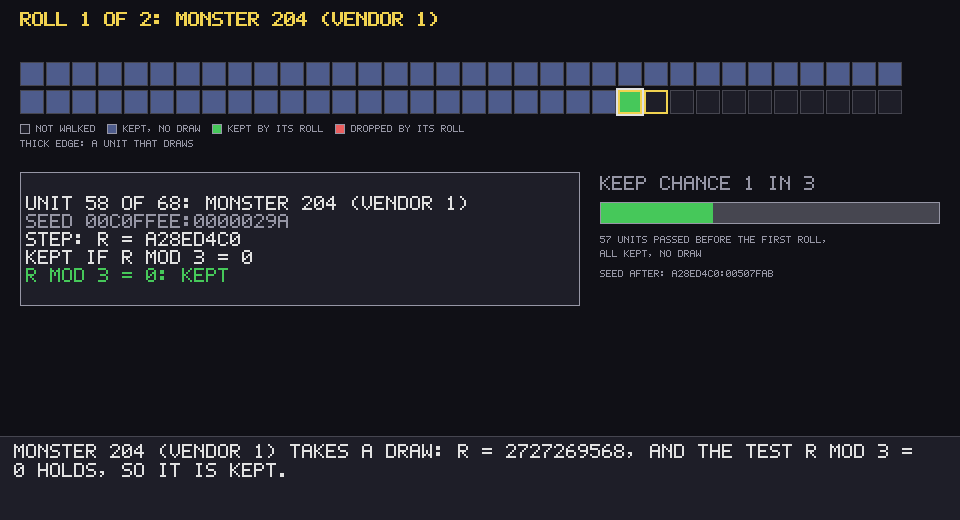 ROLL 1 OF 2: MONSTER 204 (VENDOR 1)
NOT WALKED KEPT, NO DRAW KEPT BY ITS ROLL DROPPED BY ITS ROLL
THICK EDGE: A UNIT THAT DRAWS
UNIT 58 OF 68: MONSTER 204 (VENDOR 1)
SEED 00C0FFEE:0000029A
STEP: R = A28ED4C0
KEPT IF R MOD 3 = 0
R MOD 3 = 0: KEPT
KEEP CHANCE 1 IN 3
57 UNITS PASSED BEFORE THE FIRST ROLL,
ALL KEPT, NO DRAW
SEED AFTER: A28ED4C0:00507FAB
MONSTER 204 (VENDOR 1) TAKES A DRAW: R = 2727269568, AND THE TEST R MOD 3 =
0 HOLDS, SO IT IS KEPT.